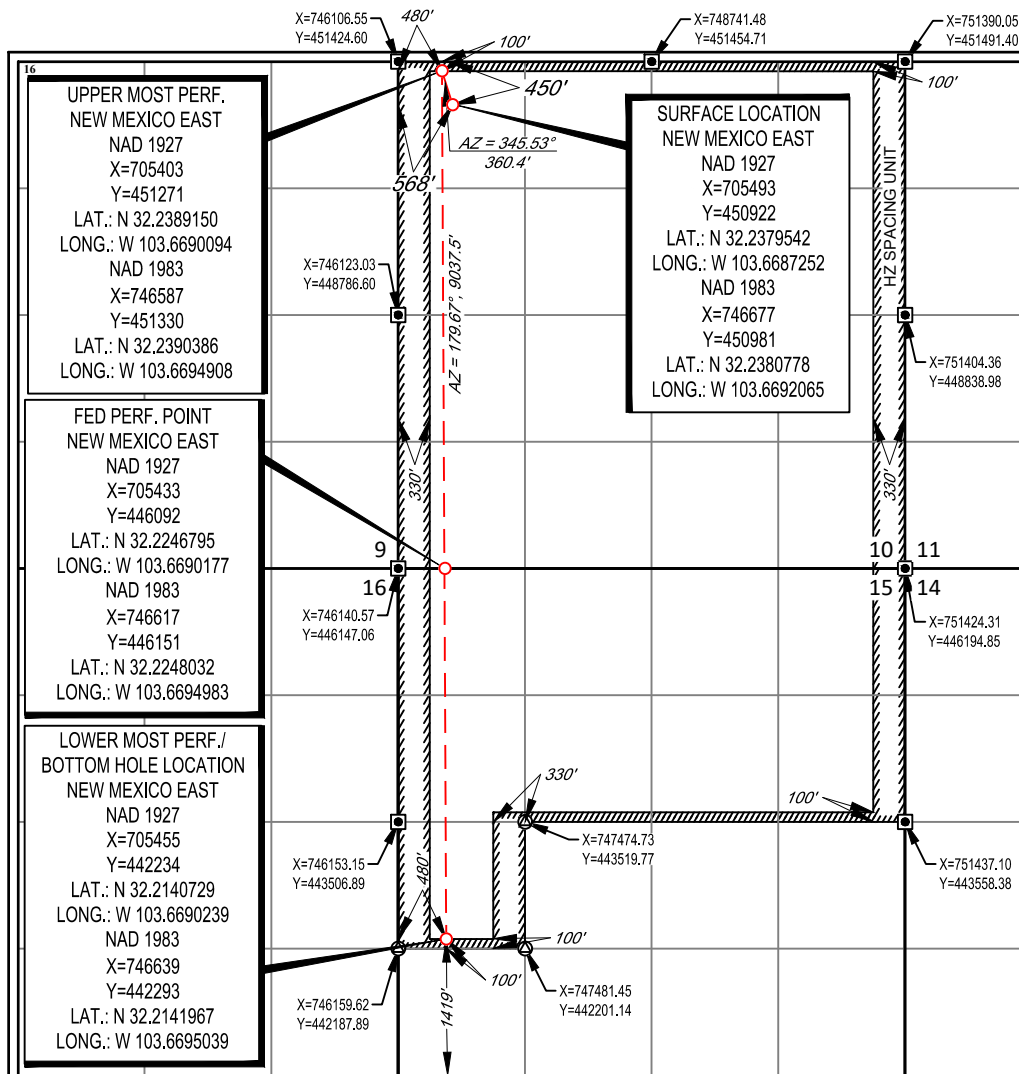 X=746106.55
Y=451424.60
480'
100'
X=748741.48
Y=451454.71
X=751390.05
Y=451491.40
16
UPPER MOST PERF.
NEW MEXICO EAST
NAD 1927
X=705403
Y=451271
LAT.: N 32.2389150
LONG.: W 103.6690094
NAD 1983
X=746587
Y=451330
LAT.: N 32.2390386
LONG.: W 103.6694908
450'
100'
AZ = 345.53°
360.4'
568'
SURFACE LOCATION
NEW MEXICO EAST
NAD 1927
X=705493
Y=450922
LAT.: N 32.2379542
LONG.: W 103.6687252
NAD 1983
X=746677
Y=450981
LAT.: N 32.2380778
LONG.: W 103.6692065
HZ SPACING UNIT
X=746123.03
Y=448786.60
AZ = 179.67°, 9037.5'
X=751404.36
Y=448838.98
FED PERF. POINT
NEW MEXICO EAST
NAD 1927
X=705433
Y=446092
LAT.: N 32.2246795
LONG.: W 103.6690177
NAD 1983
X=746617
Y=446151
LAT.: N 32.2248032
LONG.: W 103.6694983
330'
330'
9
10
11
16
15
14
X=746140.57
Y=446147.06
X=751424.31
Y=446194.85
LOWER MOST PERF./
BOTTOM HOLE LOCATION
NEW MEXICO EAST
NAD 1927
X=705455
Y=442234
LAT.: N 32.2140729
LONG.: W 103.6690239
NAD 1983
X=746639
Y=442293
LAT.: N 32.2141967
LONG.: W 103.6695039
330'
100'
X=746153.15
Y=443506.89
480'
X=747474.73
Y=443519.77
X=751437.10
Y=443558.38
100'
100'
X=746159.62
Y=442187.89
1419'
X=747481.45
Y=442201.14